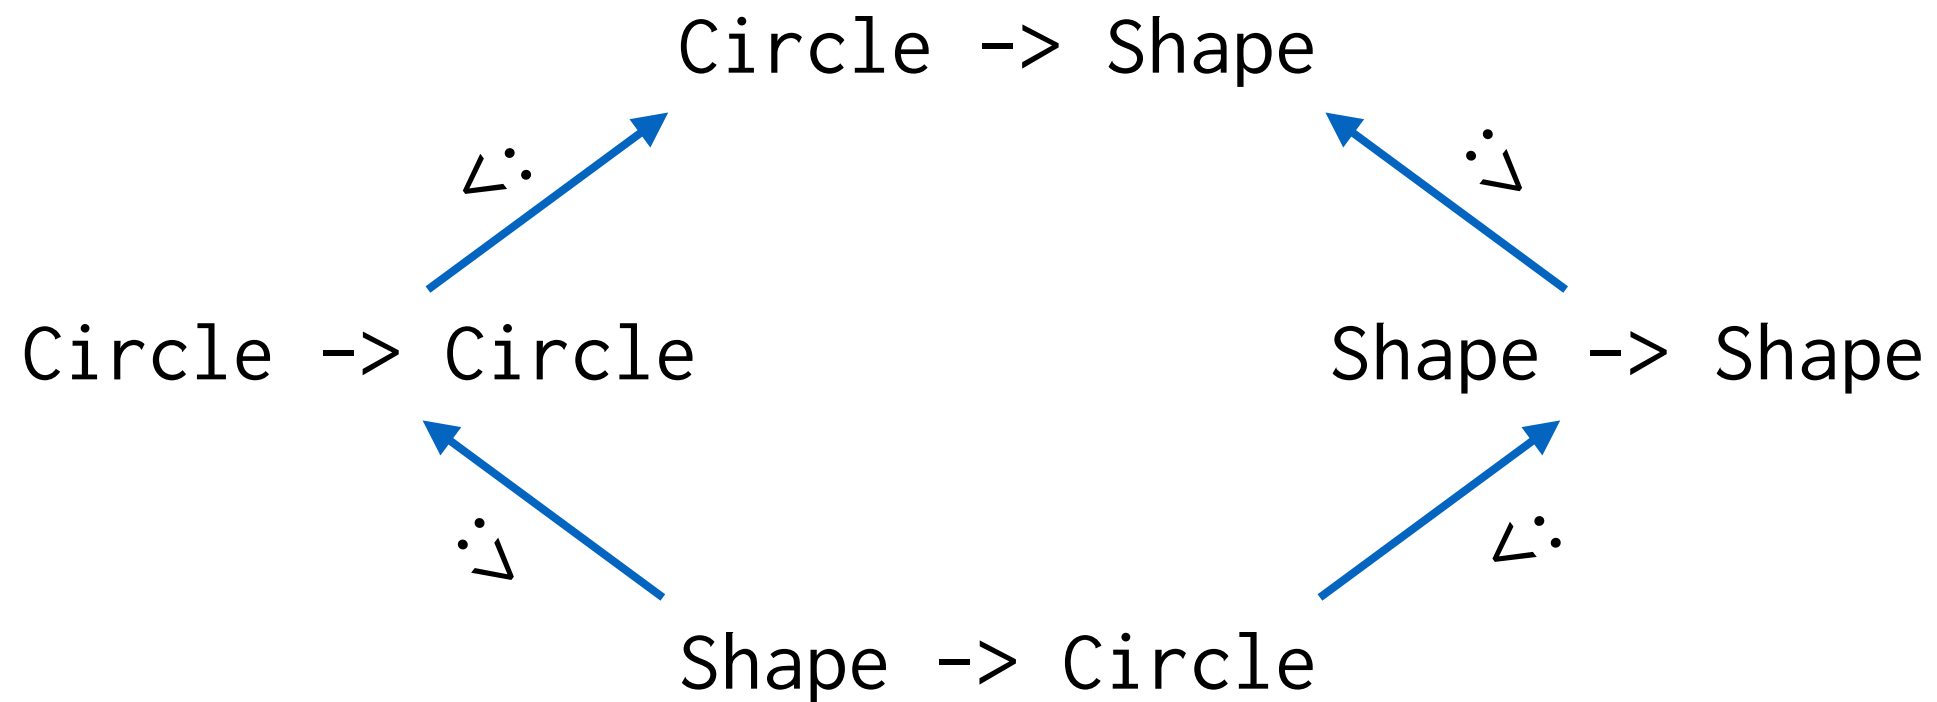 Circle -> Shape
<: :>
Circle -> Circle
Shape -> Shape
:> <:
Shape -> Circle